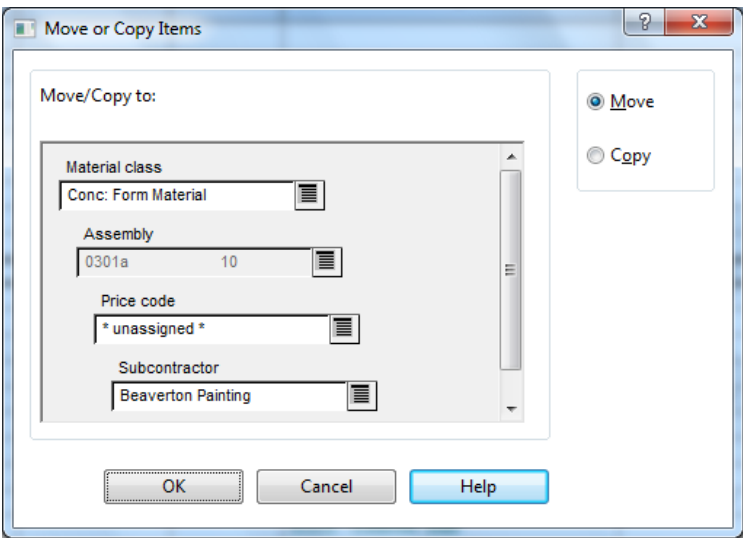 Move or Copy Items
Move/Copy to:
Material class
Conc: Form Material
Assembly
0301a 10
Price code
* unassigned *
Subcontractor
Beaverton Painting
Move
Copy
OK Cancel Help